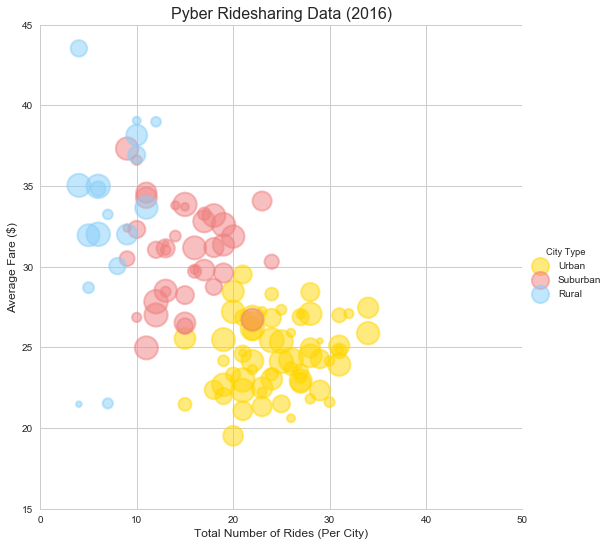 Pyber Ridesharing Data (2016)
45
40
35
30
25
20
15
Average Fare ($)
0 10 20 30 40 50
Total Number of Rides (Per City)
City Type
Urban
Suburban
Rural